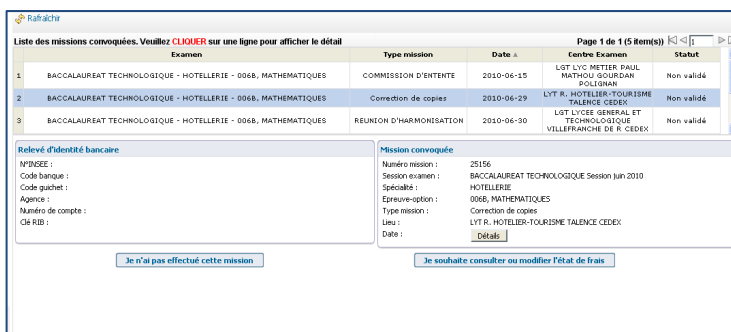 Rafraîchir
Liste des missions convoquées. Veuillez CLIQUER sur une ligne pour afficher le détail Page 1 de 1 (5 item(s)) 1
Examen Type mission Date Centre Examen Statut
1 BACCALAUREAT TECHNOLOGIQUE - HOTELLERIE - 006B, MATHEMATIQUES COMMISSION D'ENTENTE 2010-06-15 LGT LYC METIER PAUL MATHOU GOURDAN POLIGNAN Non validé
2 BACCALAUREAT TECHNOLOGIQUE - HOTELLERIE - 006B, MATHEMATIQUES Correction de copies 2010-06-29 LYT R. HOTELIER-TOURISME TALENCE CEDEX Non validé
3 BACCALAUREAT TECHNOLOGIQUE - HOTELLERIE - 006B, MATHEMATIQUES REUNION D'HARMONISATION 2010-06-30 LGT LYCEE GENERAL ET TECHNOLOGIQUE VILLEFRANCHE DE R CEDEX Non validé
Relevé d'identité bancaire
N°INSEE :
Code banque :
Code guichet :
Agence :
Numéro de compte :
Clé RIB :
Mission convoquée
Numéro mission : 25156
Session examen : BACCALAUREAT TECHNOLOGIQUE Session juin 2010
Spécialité : HOTELLERIE
Epreuve-option : 006B, MATHEMATIQUES
Type mission : Correction de copies
Lieu : LYT R. HOTELIER-TOURISME TALENCE CEDEX
Date : Détails
Je n'ai pas effectué cette mission
Je souhaite consulter ou modifier l'état de frais